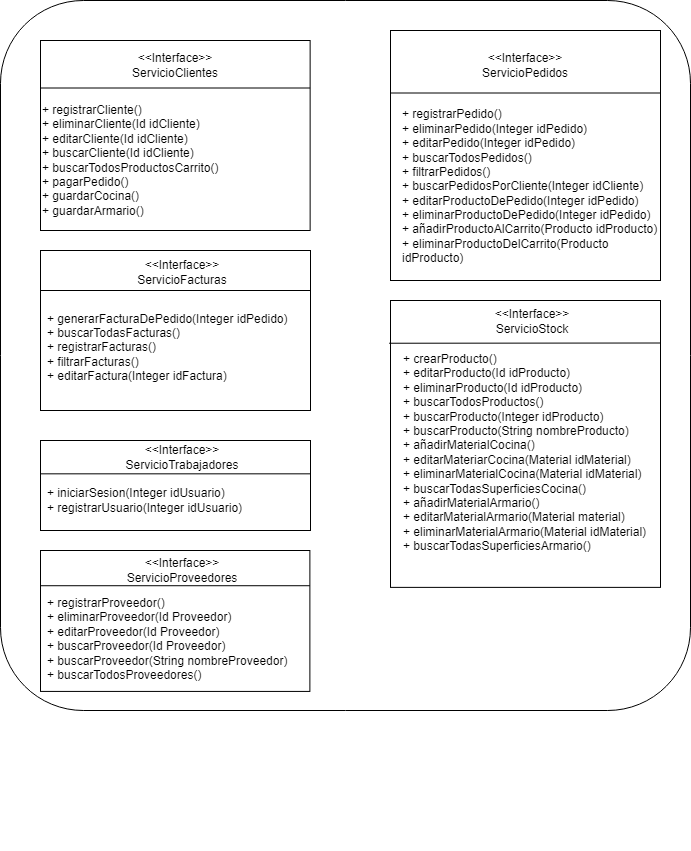 <<Interface>>
ServicioClientes
+ registrarCliente()
+ eliminarCliente(Id idCliente)
+ editarCliente(Id idCliente)
+ buscarCliente(Id idCliente)
+ buscarTodosProductosCarrito()
+ pagarPedido()
+ guardarCocina()
+ guardarArmario()
<<Interface>>
ServicioFacturas
+ generarFacturaDePedido(Integer idPedido)
+ buscarTodasFacturas()
+ registrarFacturas()
+ filtrarFacturas()
+ editarFactura(Integer idFactura)
<<Interface>>
ServicioTrabajadores
+ iniciarSesion(Integer idUsuario)
+ registrarUsuario(Integer idUsuario)
<<Interface>>
ServicioProveedores
+ registrarProveedor()
+ eliminarProveedor(Id Proveedor)
+ editarProveedor(Id Proveedor)
+ buscarProveedor(Id Proveedor)
+ buscarProveedor(String nombreProveedor)
+ buscarTodosProveedores()
<<Interface>>
ServicioPedidos
+ registrarPedido()
+ eliminarPedido(Integer idPedido)
+ editarPedido(Integer idPedido)
+ buscarTodosPedidos()
+ filtrarPedidos()
+ buscarPedidosPorCliente(Integer idCliente)
+ editarProductoDePedido(Integer idPedido)
+ eliminarProductoDePedido(Integer idPedido)
+ añadirProductoAlCarrito(Producto idProducto)
+ eliminarProductoDelCarrito(Producto
idProducto)
<<Interface>>
ServicioStock
+ crearProducto()
+ editarProducto(Id idProducto)
+ eliminarProducto(Id idProducto)
+ buscarTodosProductos()
+ buscarProducto(Integer idProducto)
+ buscarProducto(String nombreProducto)
+ añadirMaterialCocina()
+ editarMateriarCocina(Material idMaterial)
+ eliminarMaterialCocina(Material idMaterial)
+ buscarTodasSuperficiesCocina()
+ añadirMaterialArmario()
+ editarMaterialArmario(Material material)
+ eliminarMaterialArmario(Material idMaterial)
+ buscarTodasSuperficiesArmario()